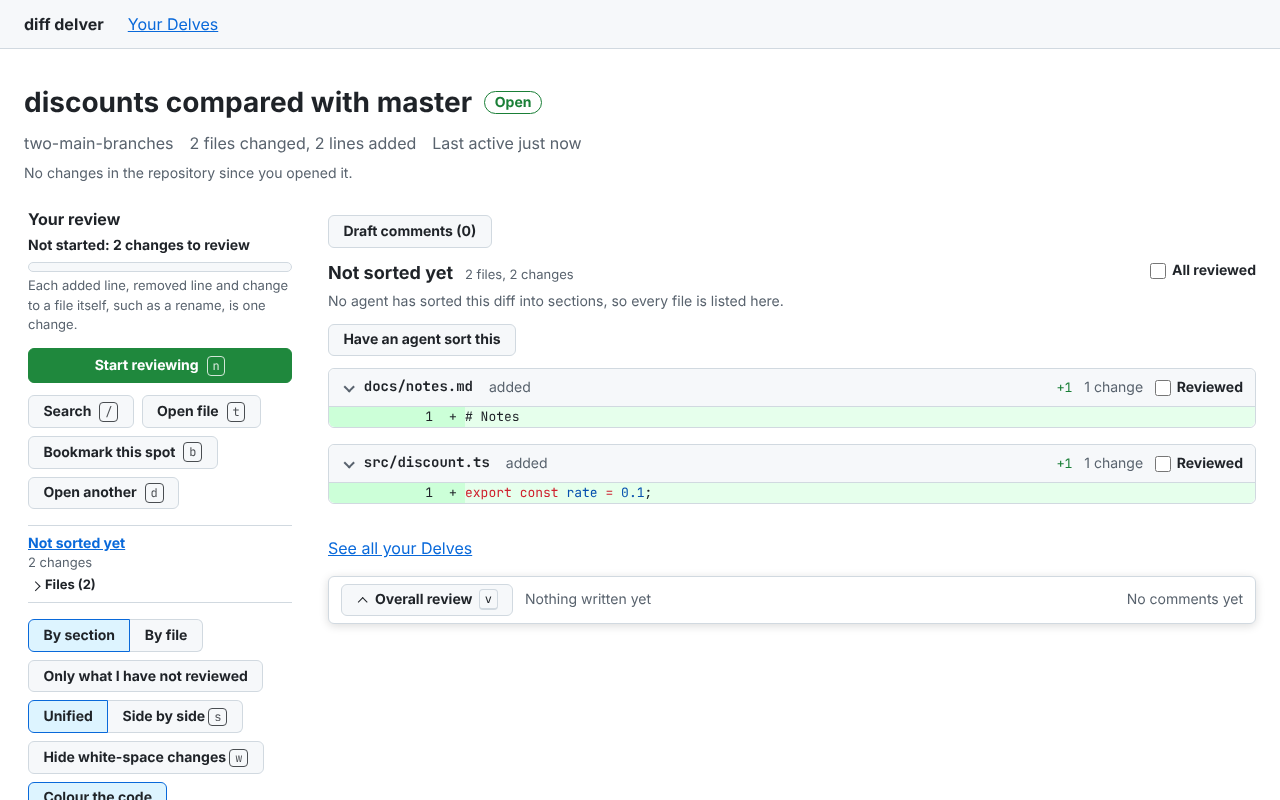 diff delver Your Delves
discounts compared with master Open
two-main-branches 2 files changed, 2 lines added Last active just now
No changes in the repository since you opened it.
Your review
Not started: 2 changes to review
Each added line, removed line and change
to a file itself, such as a rename, is one
change.
Start reviewing n
Search / Open file t
Bookmark this spot b
Open another d
Not sorted yet
2 changes
Files (2)
By section By file
Only what I have not reviewed
Unified Side by side s
Hide white-space changes w
Colour the code
Draft comments (0)
Not sorted yet 2 files, 2 changes All reviewed
No agent has sorted this diff into sections, so every file is listed here.
Have an agent sort this
docs/notes.md added +1 1 change Reviewed
1 + # Notes
src/discount.ts added +1 1 change Reviewed
1 + export const rate = 0.1;
See all your Delves
Overall review v Nothing written yet No comments yet